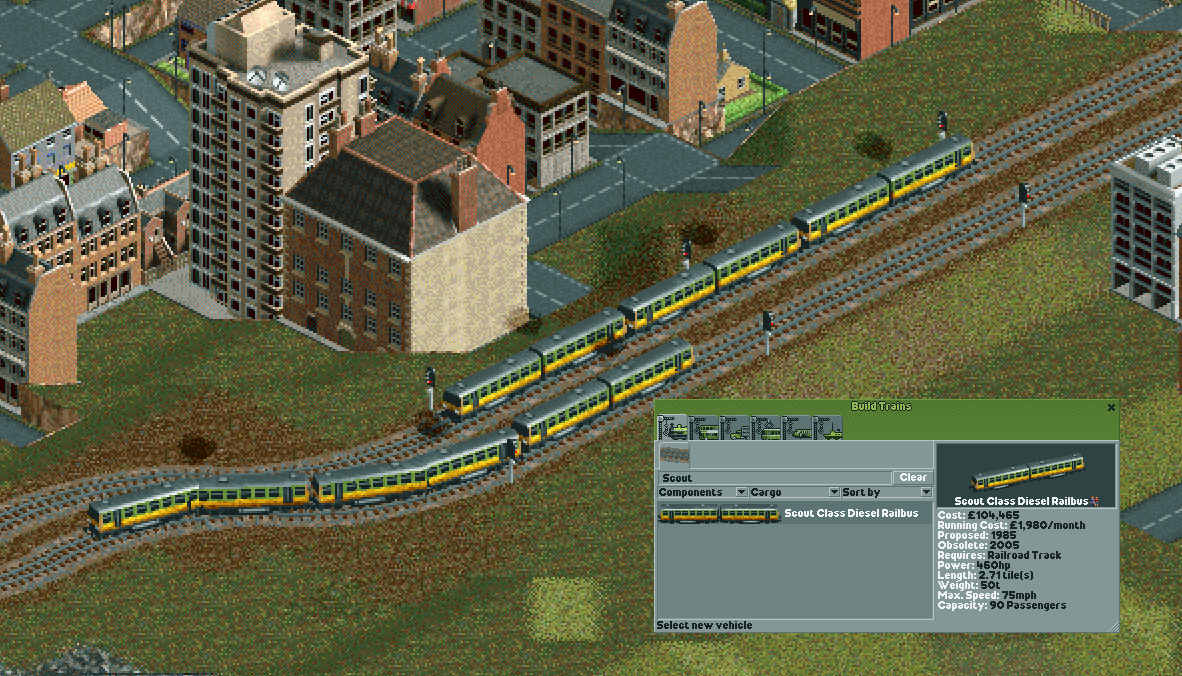 Build Trains
Scout
Clear
Components
Cargo
Sort by
Scout Class Diesel Railbus
Scout Class Diesel Railbus
Cost: £104,465
Running Cost: £1,980/month
Proposed: 1985
Obsolete: 2005
Requires: Railroad Track
Power: 460hp
Length: 2.71 tile(s)
Weight: 50t
Max. Speed: 75mph
Capacity: 90 Passengers
Select new vehicle